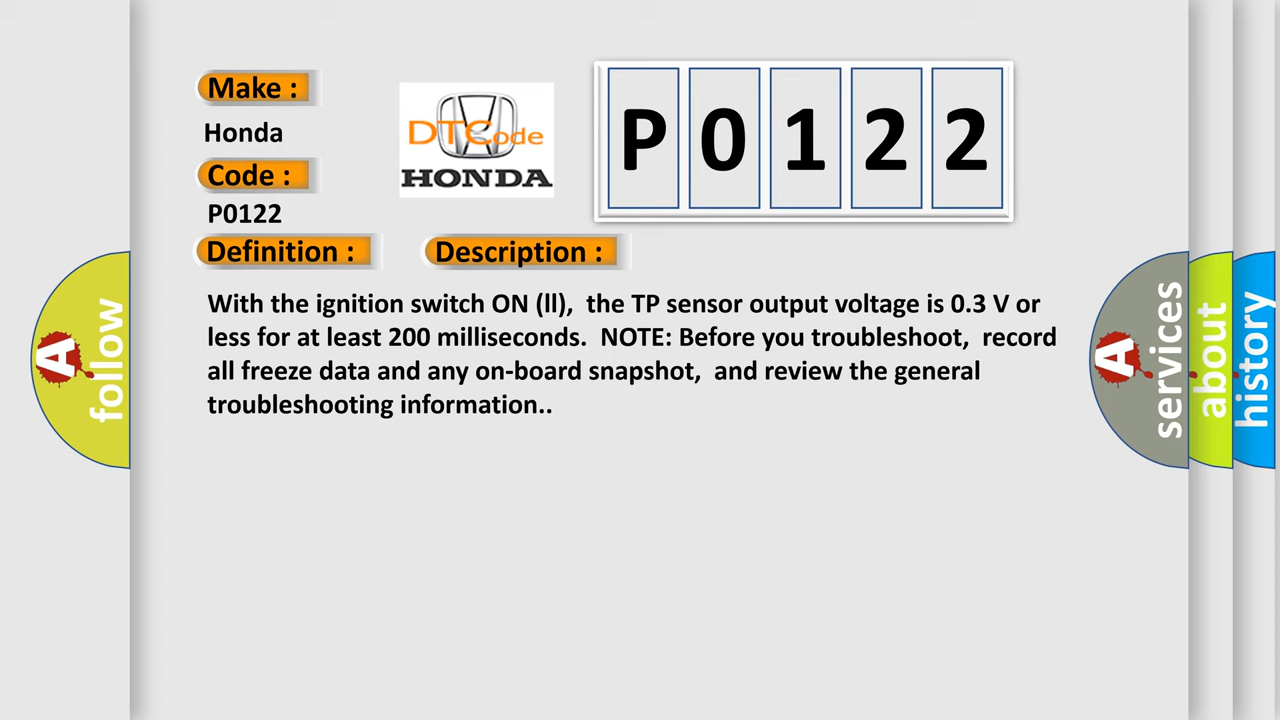 Make :
Honda
Code :
P0122
DTCode
HONDA
P0122
Definition :
Description :
With the ignition switch ON (ll), the TP sensor output voltage is 0.3 V or
less for at least 200 milliseconds NOTE: Before you troubleshoot, record
all freeze data and any on-board snapshot, and review the general
troubleshooting information..
A
follow
A
services
about
history